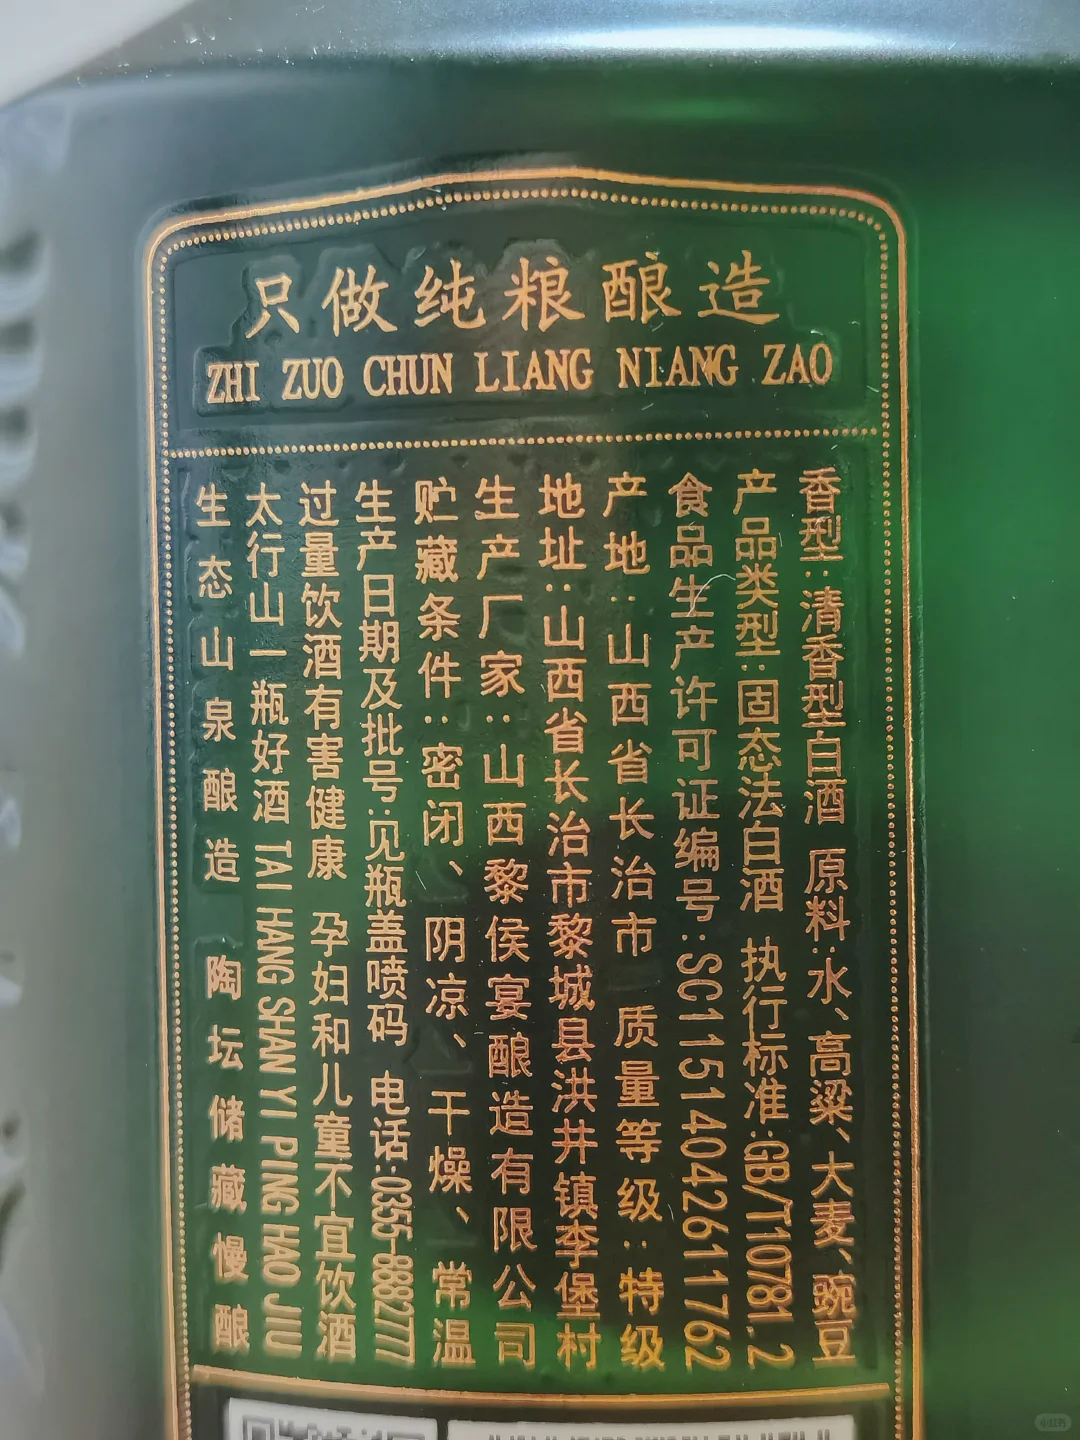 只做纯粮酿造
ZHI ZUO CHUN LIANG NIANG ZAO
香型:清香型白酒 原料:水、高粱、大麦、豌豆
产品类型:固态法白酒 执行标准:GB/T10781.2
食品生产许可证编号:SC11514042611762
产地:山西省长治市 质量等级:特级
地址:山西省长治市黎城县洪井镇李堡村
生产厂家:山西黎侯宴酿造有限公司
贮藏条件:密闭、阴凉、干燥、常温
生产日期及批号:见瓶盖喷码 电话:0355-8882777
过量饮酒有害健康 孕妇和儿童不宜饮酒
太行山一瓶好酒 TAI HANG SHAN YI PING HAO JIU
生态山泉酿造 陶坛储藏慢酿
小红书